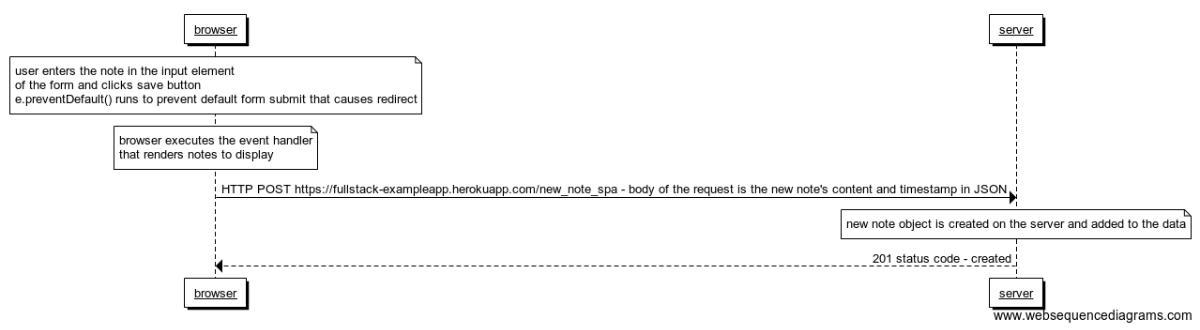 browser
server
user enters the note in the input element
of the form and clicks save button
e.preventDefault() runs to prevent default form submit that causes redirect
browser executes the event handler
that renders notes to display
HTTP POST https://fullstack-exampleapp.herokuapp.com/new_note_spa - body of the request is the new note's content and timestamp in JSON
new note object is created on the server and added to the data
201 status code - created
browser
server
www.websequencediagrams.com